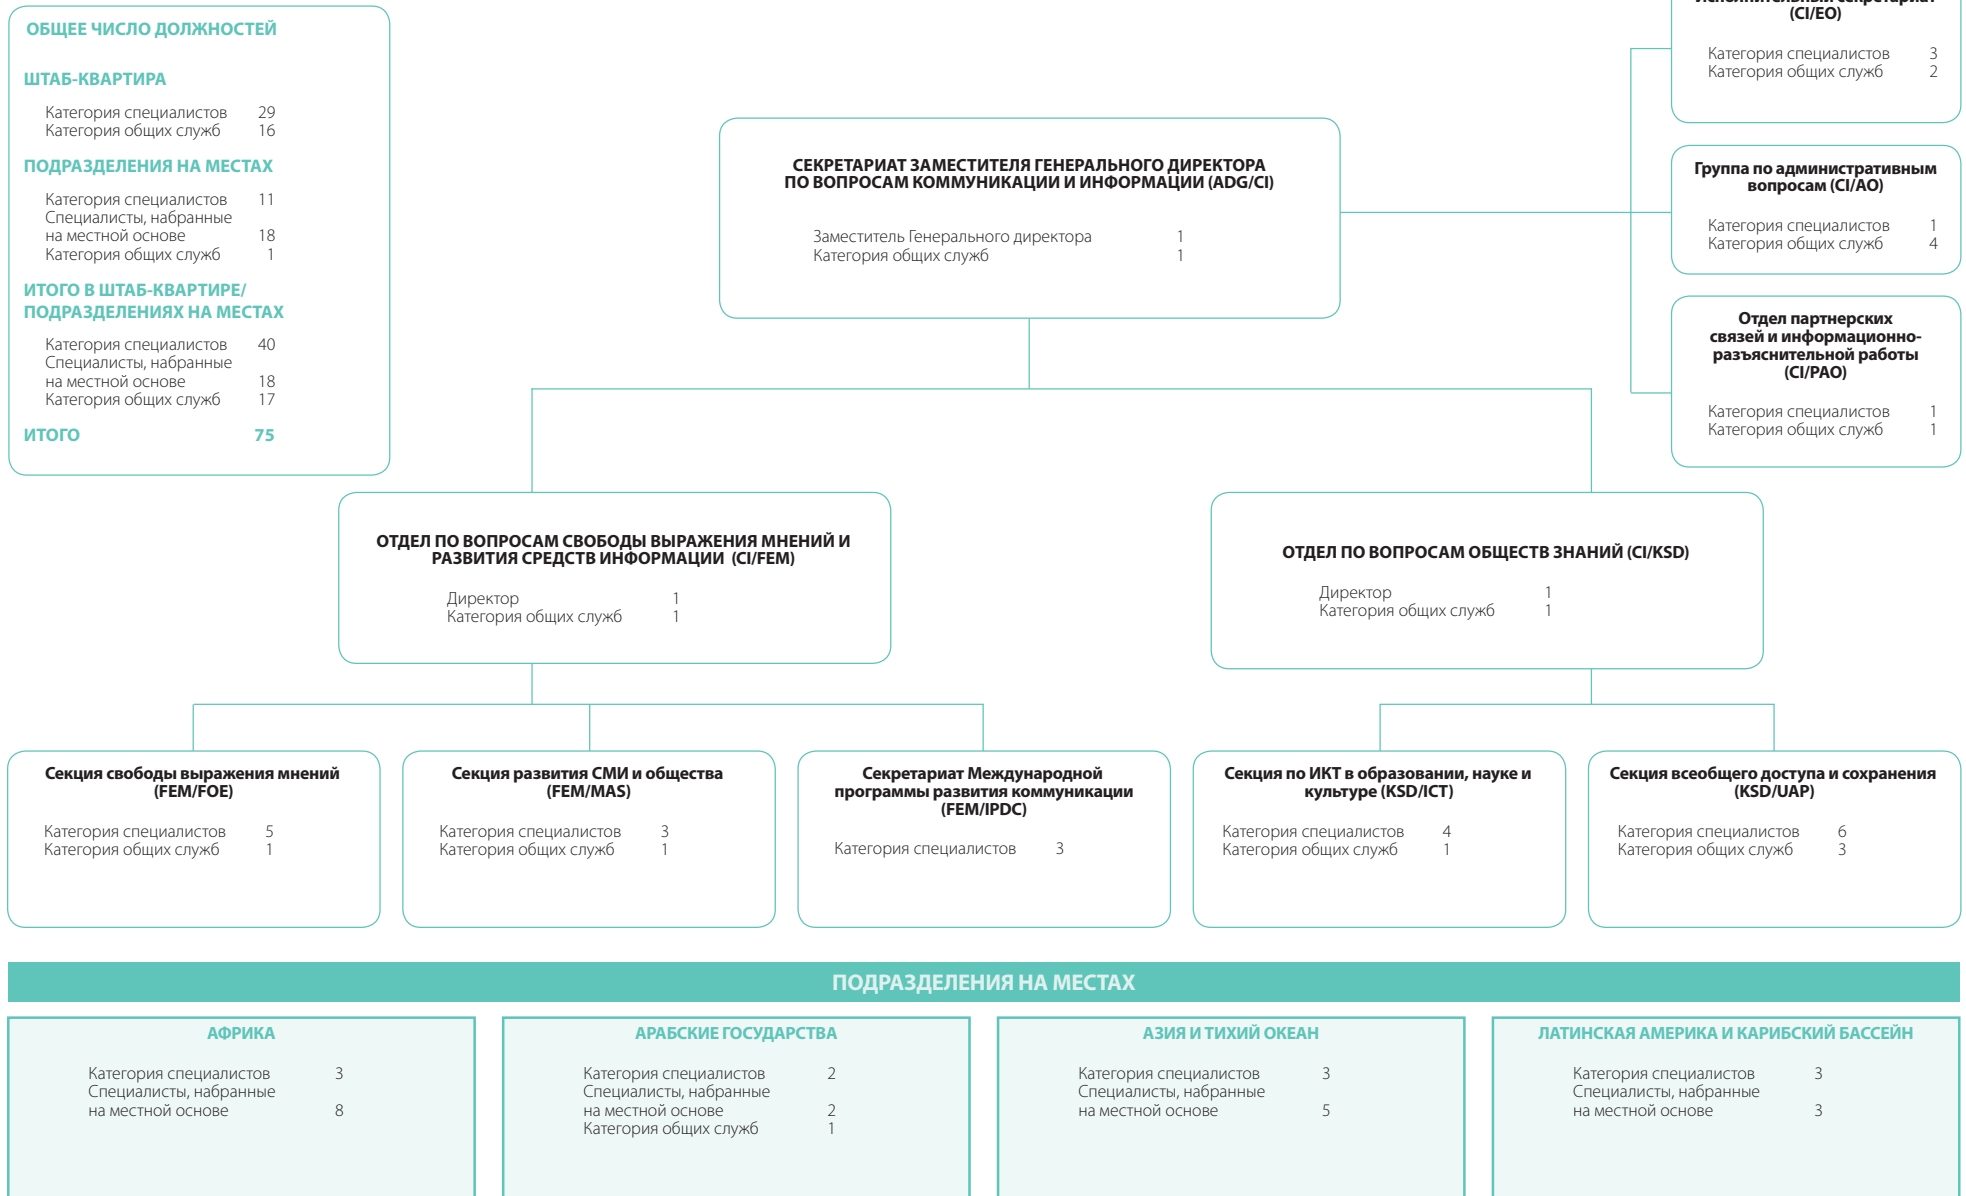 ОБЩЕЕ ЧИСЛО ДОЛЖНОСТЕЙ
ШТАБ-КВАРТИРА
Категория специалистов 29
Категория общих служб 16
ПОДРАЗДЕЛЕНИЯ НА МЕСТАХ
Категория специалистов 11
Специалисты, набранные
на местной основе 18
Категория общих служб 1
ИТОГО В ШТАБ-КВАРТИРЕ/
ПОДРАЗДЕЛЕНИЯХ НА МЕСТАХ
Категория специалистов 40
Специалисты, набранные
на местной основе 18
Категория общих служб 17
ИТОГО 75
СЕКРЕТАРИАТ ЗАМЕСТИТЕЛЯ ГЕНЕРАЛЬНОГО ДИРЕКТОРА
ПО ВОПРОСАМ КОММУНИКАЦИИ И ИНФОРМАЦИИ (ADG/CI)
Заместитель Генерального директора 1
Категория общих служб 1
Исполнительный секретариат
(CI/EO)
Категория специалистов 3
Категория общих служб 2
Группа по административным
вопросам (CI/AO)
Категория специалистов 1
Категория общих служб 4
Отдел партнерских
связей и информационно-
разъяснительной работы
(CI/PAO)
Категория специалистов 1
Категория общих служб 1
ОТДЕЛ ПО ВОПРОСАМ СВОБОДЫ ВЫРАЖЕНИЯ МНЕНИЙ И
РАЗВИТИЯ СРЕДСТВ ИНФОРМАЦИИ (CI/FEM)
Директор 1
Категория общих служб 1
ОТДЕЛ ПО ВОПРОСАМ ОБЩЕСТВ ЗНАНИЙ (CI/KSD)
Директор 1
Категория общих служб 1
Секция свободы выражения мнений
(FEM/FOE)
Категория специалистов 5
Категория общих служб 1
Секция развития СМИ и общества
(FEM/MAS)
Категория специалистов 3
Категория общих служб 1
Секретариат Международной
программы развития коммуникации
(FEM/IPDC)
Категория специалистов 3
Секция по ИКТ в образовании, науке и
культуре (KSD/ICT)
Категория специалистов 4
Категория общих служб 1
Секция всеобщего доступа и сохранения
(KSD/UAP)
Категория специалистов 6
Категория общих служб 3
ПОДРАЗДЕЛЕНИЯ НА МЕСТАХ
АФРИКА
Категория специалистов 3
Специалисты, набранные
на местной основе 8
АРАБСКИЕ ГОСУДАРСТВА
Категория специалистов 2
Специалисты, набранные
на местной основе 2
Категория общих служб 1
АЗИЯ И ТИХИЙ ОКЕАН
Категория специалистов 3
Специалисты, набранные
на местной основе 5
ЛАТИНСКАЯ АМЕРИКА И КАРИБСКИЙ БАССЕЙН
Категория специалистов 3
Специалисты, набранные
на местной основе 3